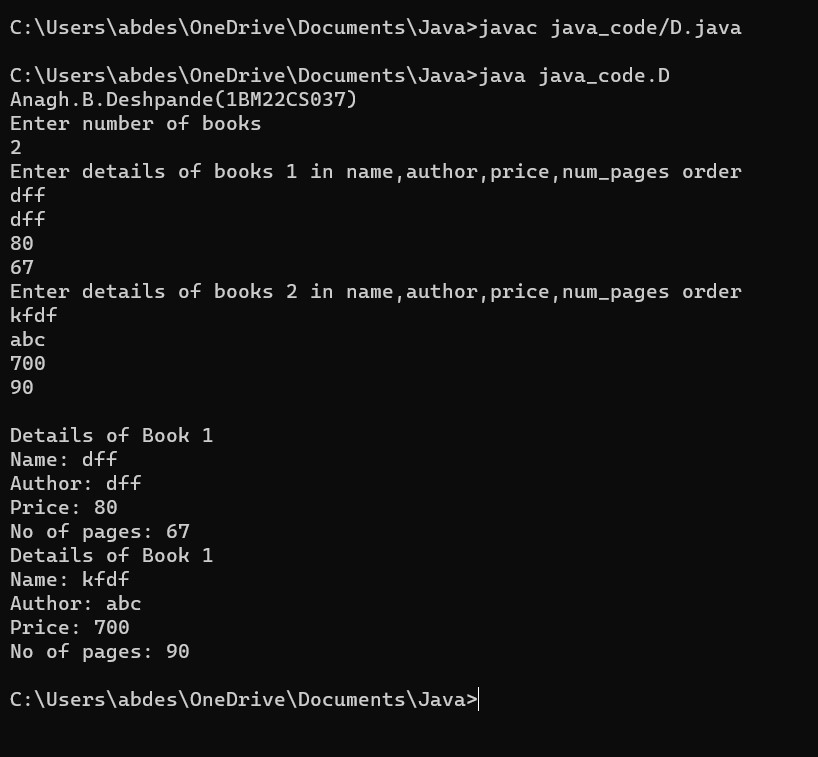 C:\Users\abdes\OneDrive\Documents\Java>javac java_code/D.java
C:\Users\abdes\OneDrive\Documents\Java>java java_code.D
Anagh.B.Deshpande(1BM22CS037)
Enter number of books
2
Enter details of books 1 in name,author,price,num_pages order
dff
dff
80
67
Enter details of books 2 in name,author,price,num_pages order
kfdf
abc
700
90
Details of Book 1
Name: dff
Author: dff
Price: 80
No of pages: 67
Details of Book 1
Name: kfdf
Author: abc
Price: 700
No of pages: 90
C:\Users\abdes\OneDrive\Documents\Java>